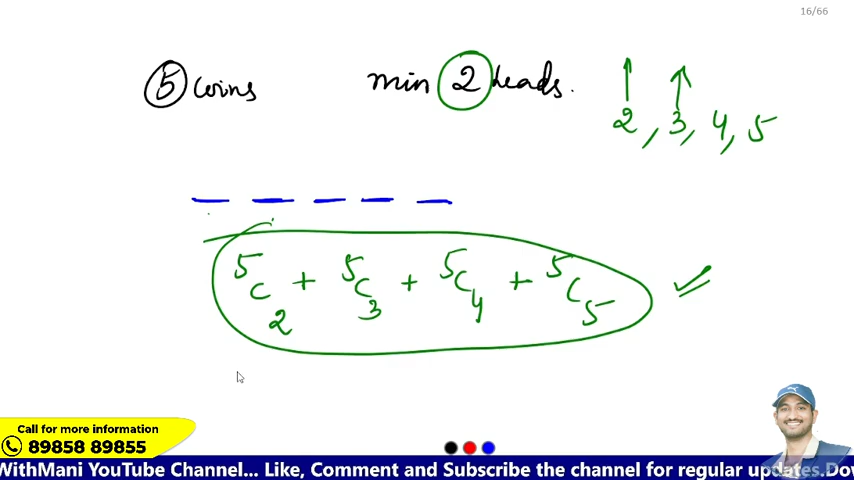 16/66
5 coins min 2 heads.
2, 3, 4, 5
5C2 + 5C3 + 5C4 + 5C5
Call for more information
89858 89855
WithMani YouTube Channel... Like, Comment and Subscribe the channel for regular updates.Dov